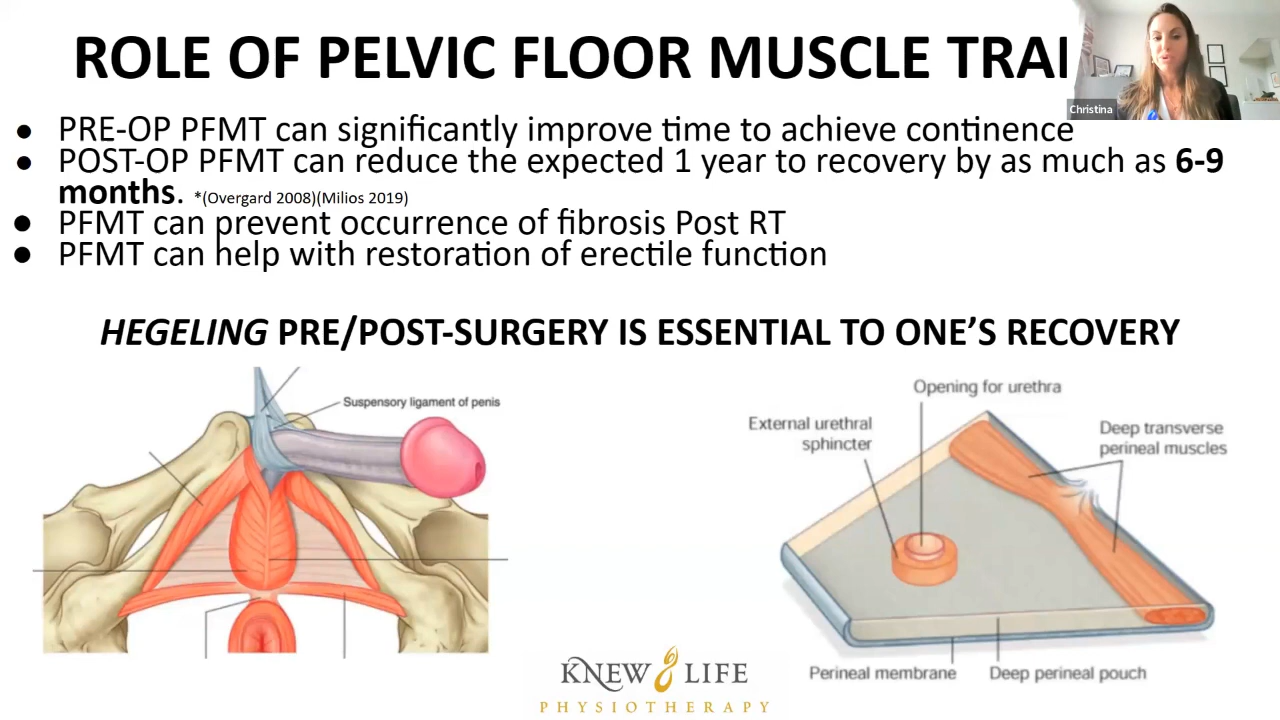 ROLE OF PELVIC FLOOR MUSCLE TRAI
Christina
● PRE-OP PFMT can significantly improve time to achieve continence
● POST-OP PFMT can reduce the expected 1 year to recovery by as much as 6-9
months. *(Overgard 2008)(Milios 2019)
● PFMT can prevent occurrence of fibrosis Post RT
● PFMT can help with restoration of erectile function
HEGELING PRE/POST-SURGERY IS ESSENTIAL TO ONE'S RECOVERY
Suspensory ligament of penis
Opening for urethra
External urethral
sphincter
Deep transverse
perineal muscles
Perineal membrane
Deep perineal pouch
KNEW LIFE
PHYSIOTHERAPY